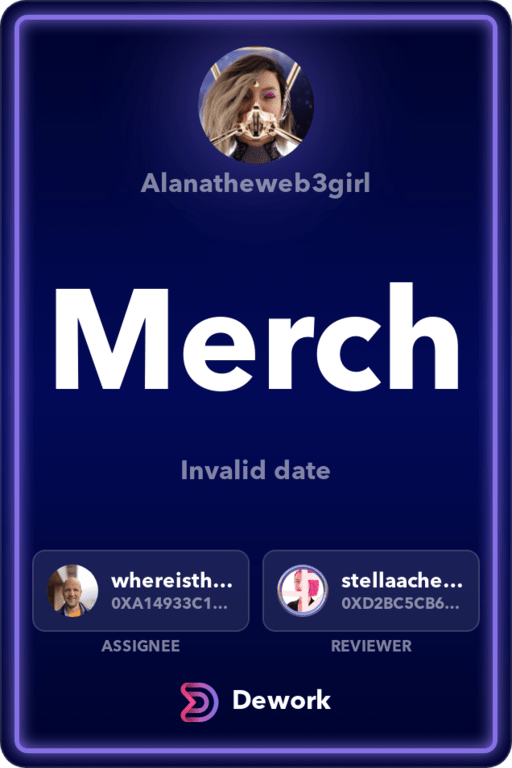 Alanatheweb3girl
Merch
Invalid date
whereisth... stellaache...
0XA14933C1... 0XD2BC5CB6...
ASSIGNEE REVIEWER
Dework